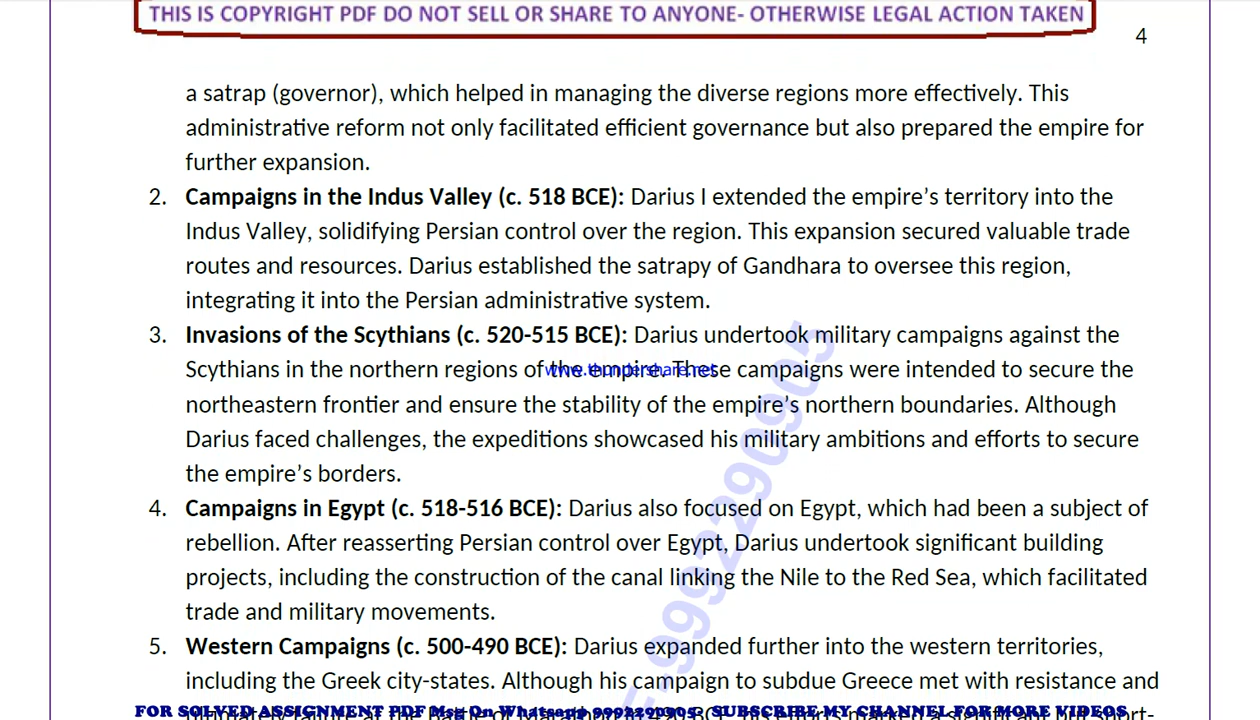 THIS IS COPYRIGHT PDF DO NOT SELL OR SHARE TO ANYONE- OTHERWISE LEGAL ACTION TAKEN
4
a satrap (governor), which helped in managing the diverse regions more effectively. This
administrative reform not only facilitated efficient governance but also prepared the empire for
further expansion.
2. Campaigns in the Indus Valley (c. 518 BCE): Darius I extended the empire’s territory into the
Indus Valley, solidifying Persian control over the region. This expansion secured valuable trade
routes and resources. Darius established the satrapy of Gandhara to oversee this region,
integrating it into the Persian administrative system.
3. Invasions of the Scythians (c. 520-515 BCE): Darius undertook military campaigns against the
Scythians in the northern regions of the empire. These campaigns were intended to secure the
www.thundershare.net
northeastern frontier and ensure the stability of the empire’s northern boundaries. Although
Darius faced challenges, the expeditions showcased his military ambitions and efforts to secure
the empire’s borders.
4. Campaigns in Egypt (c. 518-516 BCE): Darius also focused on Egypt, which had been a subject of
rebellion. After reasserting Persian control over Egypt, Darius undertook significant building
projects, including the construction of the canal linking the Nile to the Red Sea, which facilitated
trade and military movements.
5. Western Campaigns (c. 500-490 BCE): Darius expanded further into the western territories,
including the Greek city-states. Although his campaign to subdue Greece met with resistance and
FOR SOLVED ASSIGNMENT PDF Msg On Whatsapp 9992290905, SUBSCRIBE MY CHANNEL FOR MORE VIDEOS
-9992290905